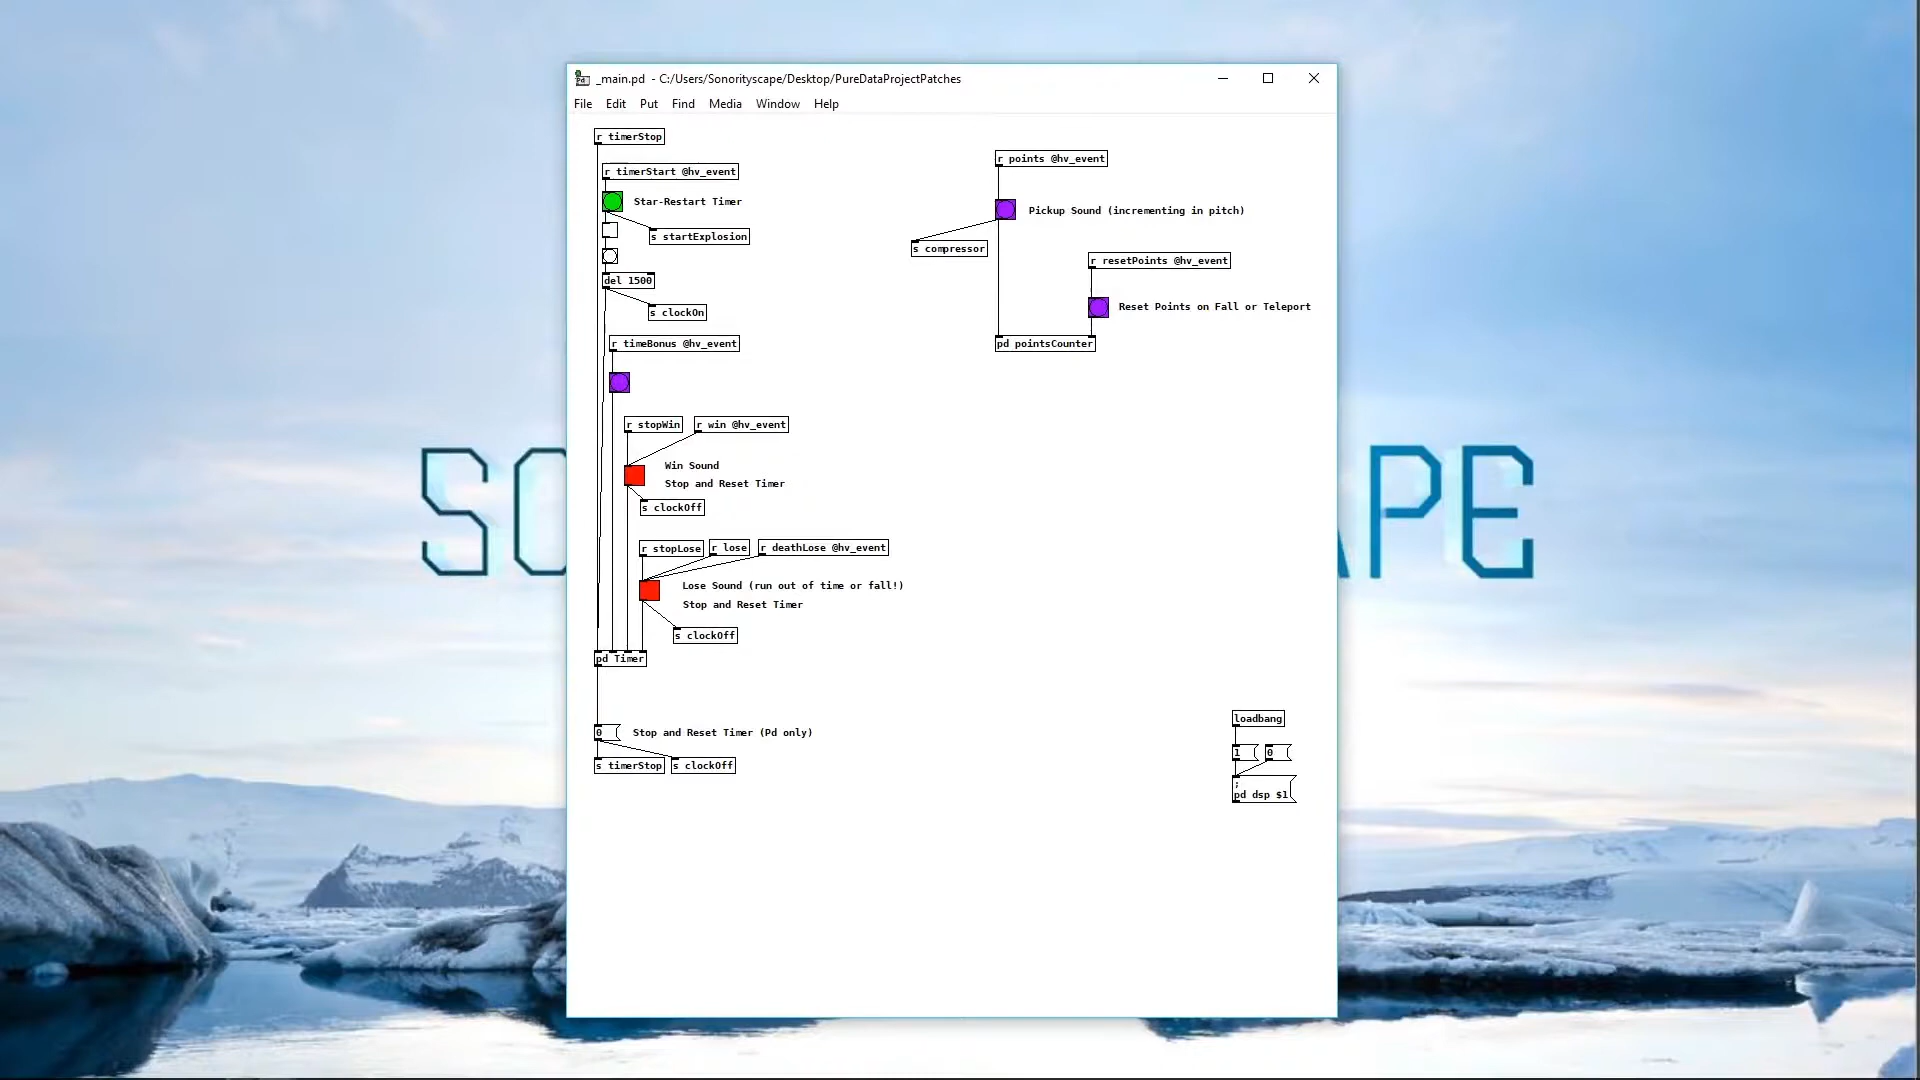 _main.pd - C:/Users/Sonorityscape/Desktop/PureDataProjectPatches
File Edit Put Find Media Window Help
r timerStop
r timerStart @hv_event
Star-Restart Timer
s startExplosion
del 1500
s clockOn
r timeBonus @hv_event
r stopWin
r win @hv_event
Win Sound
Stop and Reset Timer
s clockOff
r stopLose
r lose
r deathLose @hv_event
Lose Sound (run out of time or fall!)
Stop and Reset Timer
s clockOff
pd Timer
0
Stop and Reset Timer (Pd only)
s timerStop
s clockOff
r points @hv_event
Pickup Sound (incrementing in pitch)
s compressor
r resetPoints @hv_event
Reset Points on Fall or Teleport
pd pointsCounter
loadbang
1
0
;
pd dsp $1
SC
APE